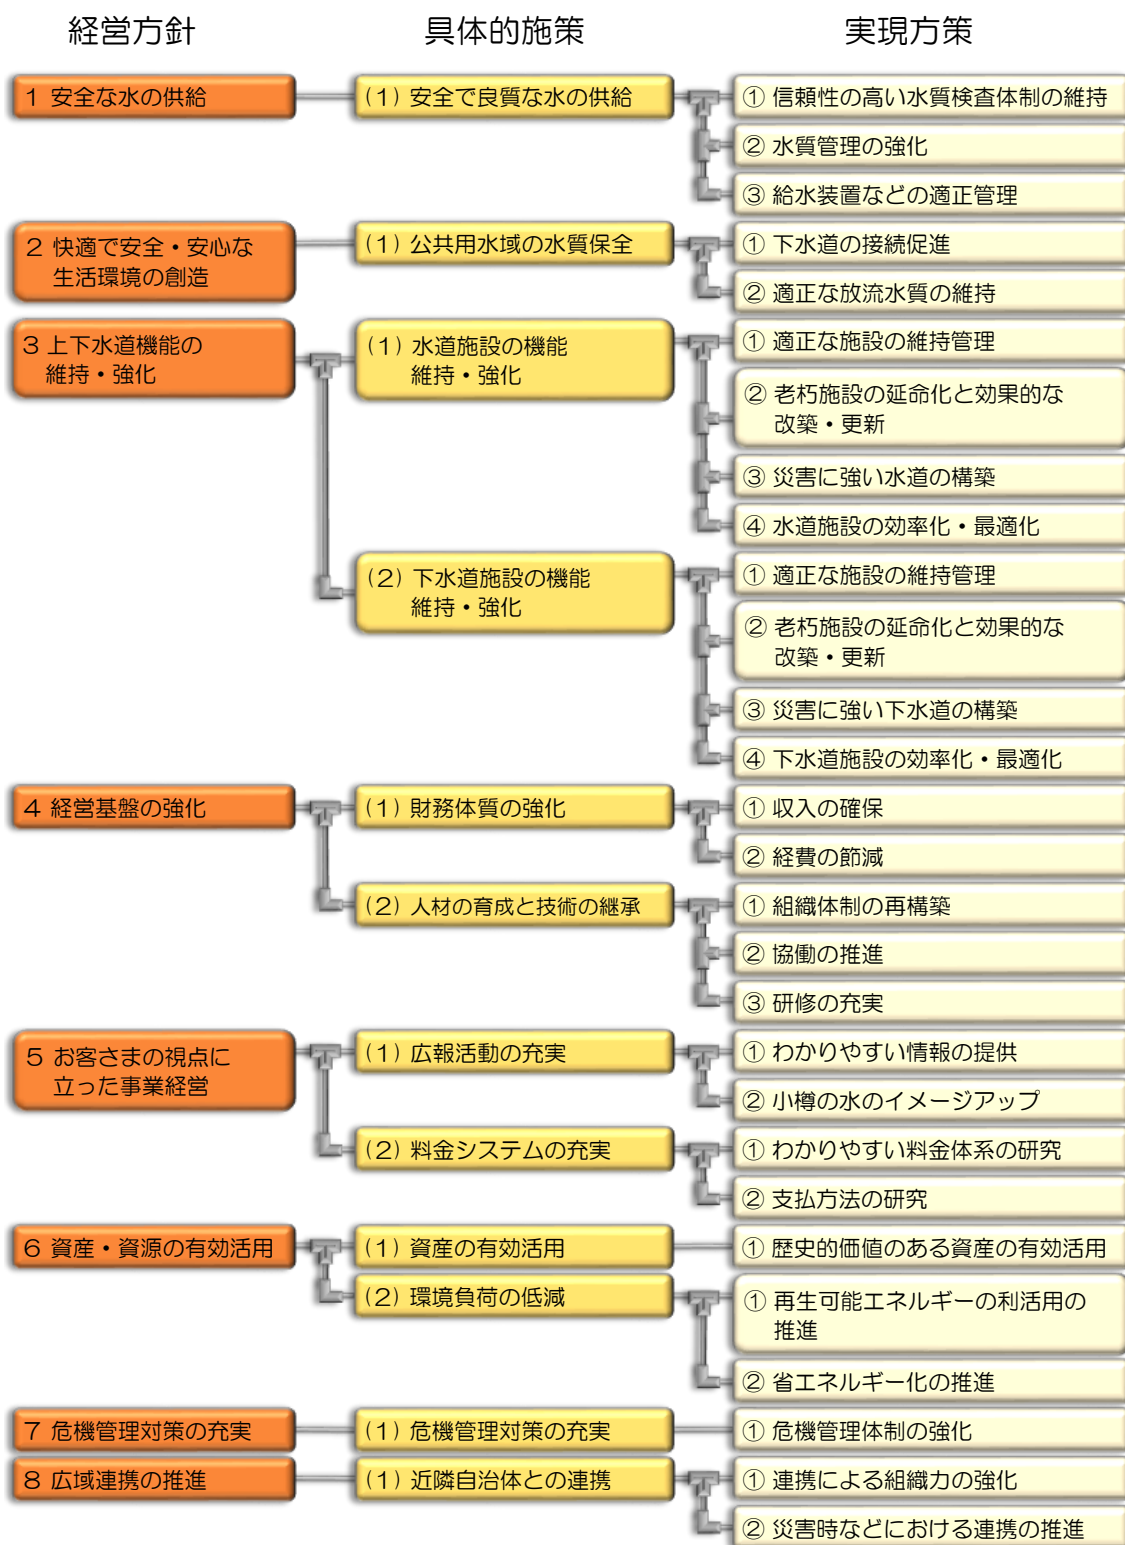 経営方針 具体的施策 実現方策
1 安全な水の供給 (1) 安全で良質な水の供給 ① 信頼性の高い水質検査体制の維持
② 水質管理の強化
③ 給水装置などの適正管理
2 快適で安全・安心な
生活環境の創造
(1) 公共用水域の水質保全 ① 下水道の接続促進
② 適正な放流水質の維持
3 上下水道機能の
維持・強化
(1) 水道施設の機能
維持・強化
① 適正な施設の維持管理
② 老朽施設の延命化と効果的な
改築・更新
③ 災害に強い水道の構築
④ 水道施設の効率化・最適化
(2) 下水道施設の機能
維持・強化
① 適正な施設の維持管理
② 老朽施設の延命化と効果的な
改築・更新
③ 災害に強い下水道の構築
④ 下水道施設の効率化・最適化
4 経営基盤の強化 (1) 財務体質の強化 ① 収入の確保
② 経費の節減
(2) 人材の育成と技術の継承 ① 組織体制の再構築
② 協働の推進
③ 研修の充実
5 お客さまの視点に
立った事業経営
(1) 広報活動の充実 ① わかりやすい情報の提供
② 小樽の水のイメージアップ
(2) 料金システムの充実 ① わかりやすい料金体系の研究
② 支払方法の研究
6 資産・資源の有効活用 (1) 資産の有効活用 ① 歴史的価値のある資産の有効活用
(2) 環境負荷の低減
① 再生可能エネルギーの利活用の
推進
② 省エネルギー化の推進
7 危機管理対策の充実 (1) 危機管理対策の充実 ① 危機管理体制の強化
8 広域連携の推進 (1) 近隣自治体との連携 ① 連携による組織力の強化
② 災害時などにおける連携の推進